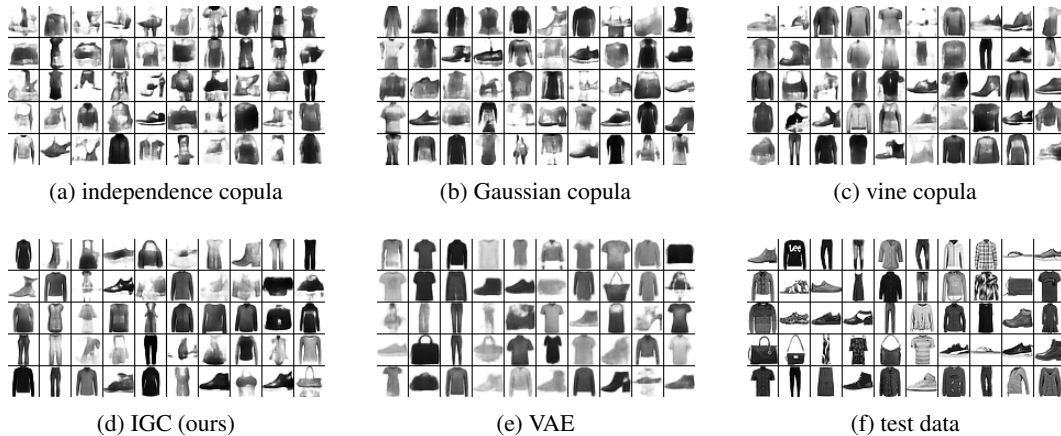 (a) independence copula
(b) Gaussian copula
(c) vine copula
Lee
(d) IGC (ours)
(e) VAE
(f) test data